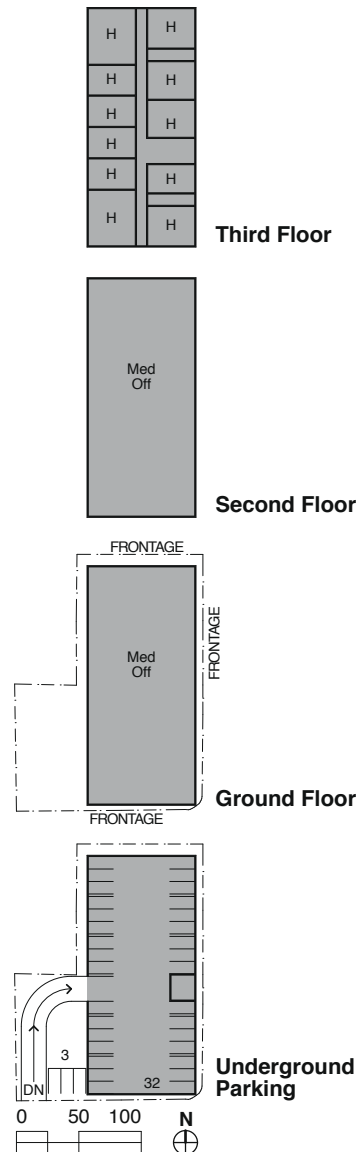 H H
H H
H H
H
H H
H H
Third Floor
Med
Off
Second Floor
FRONTAGE
FRONTAGE
Med
Off
Ground Floor
FRONTAGE
3
DN
32
Underground
Parking
0 50 100 N